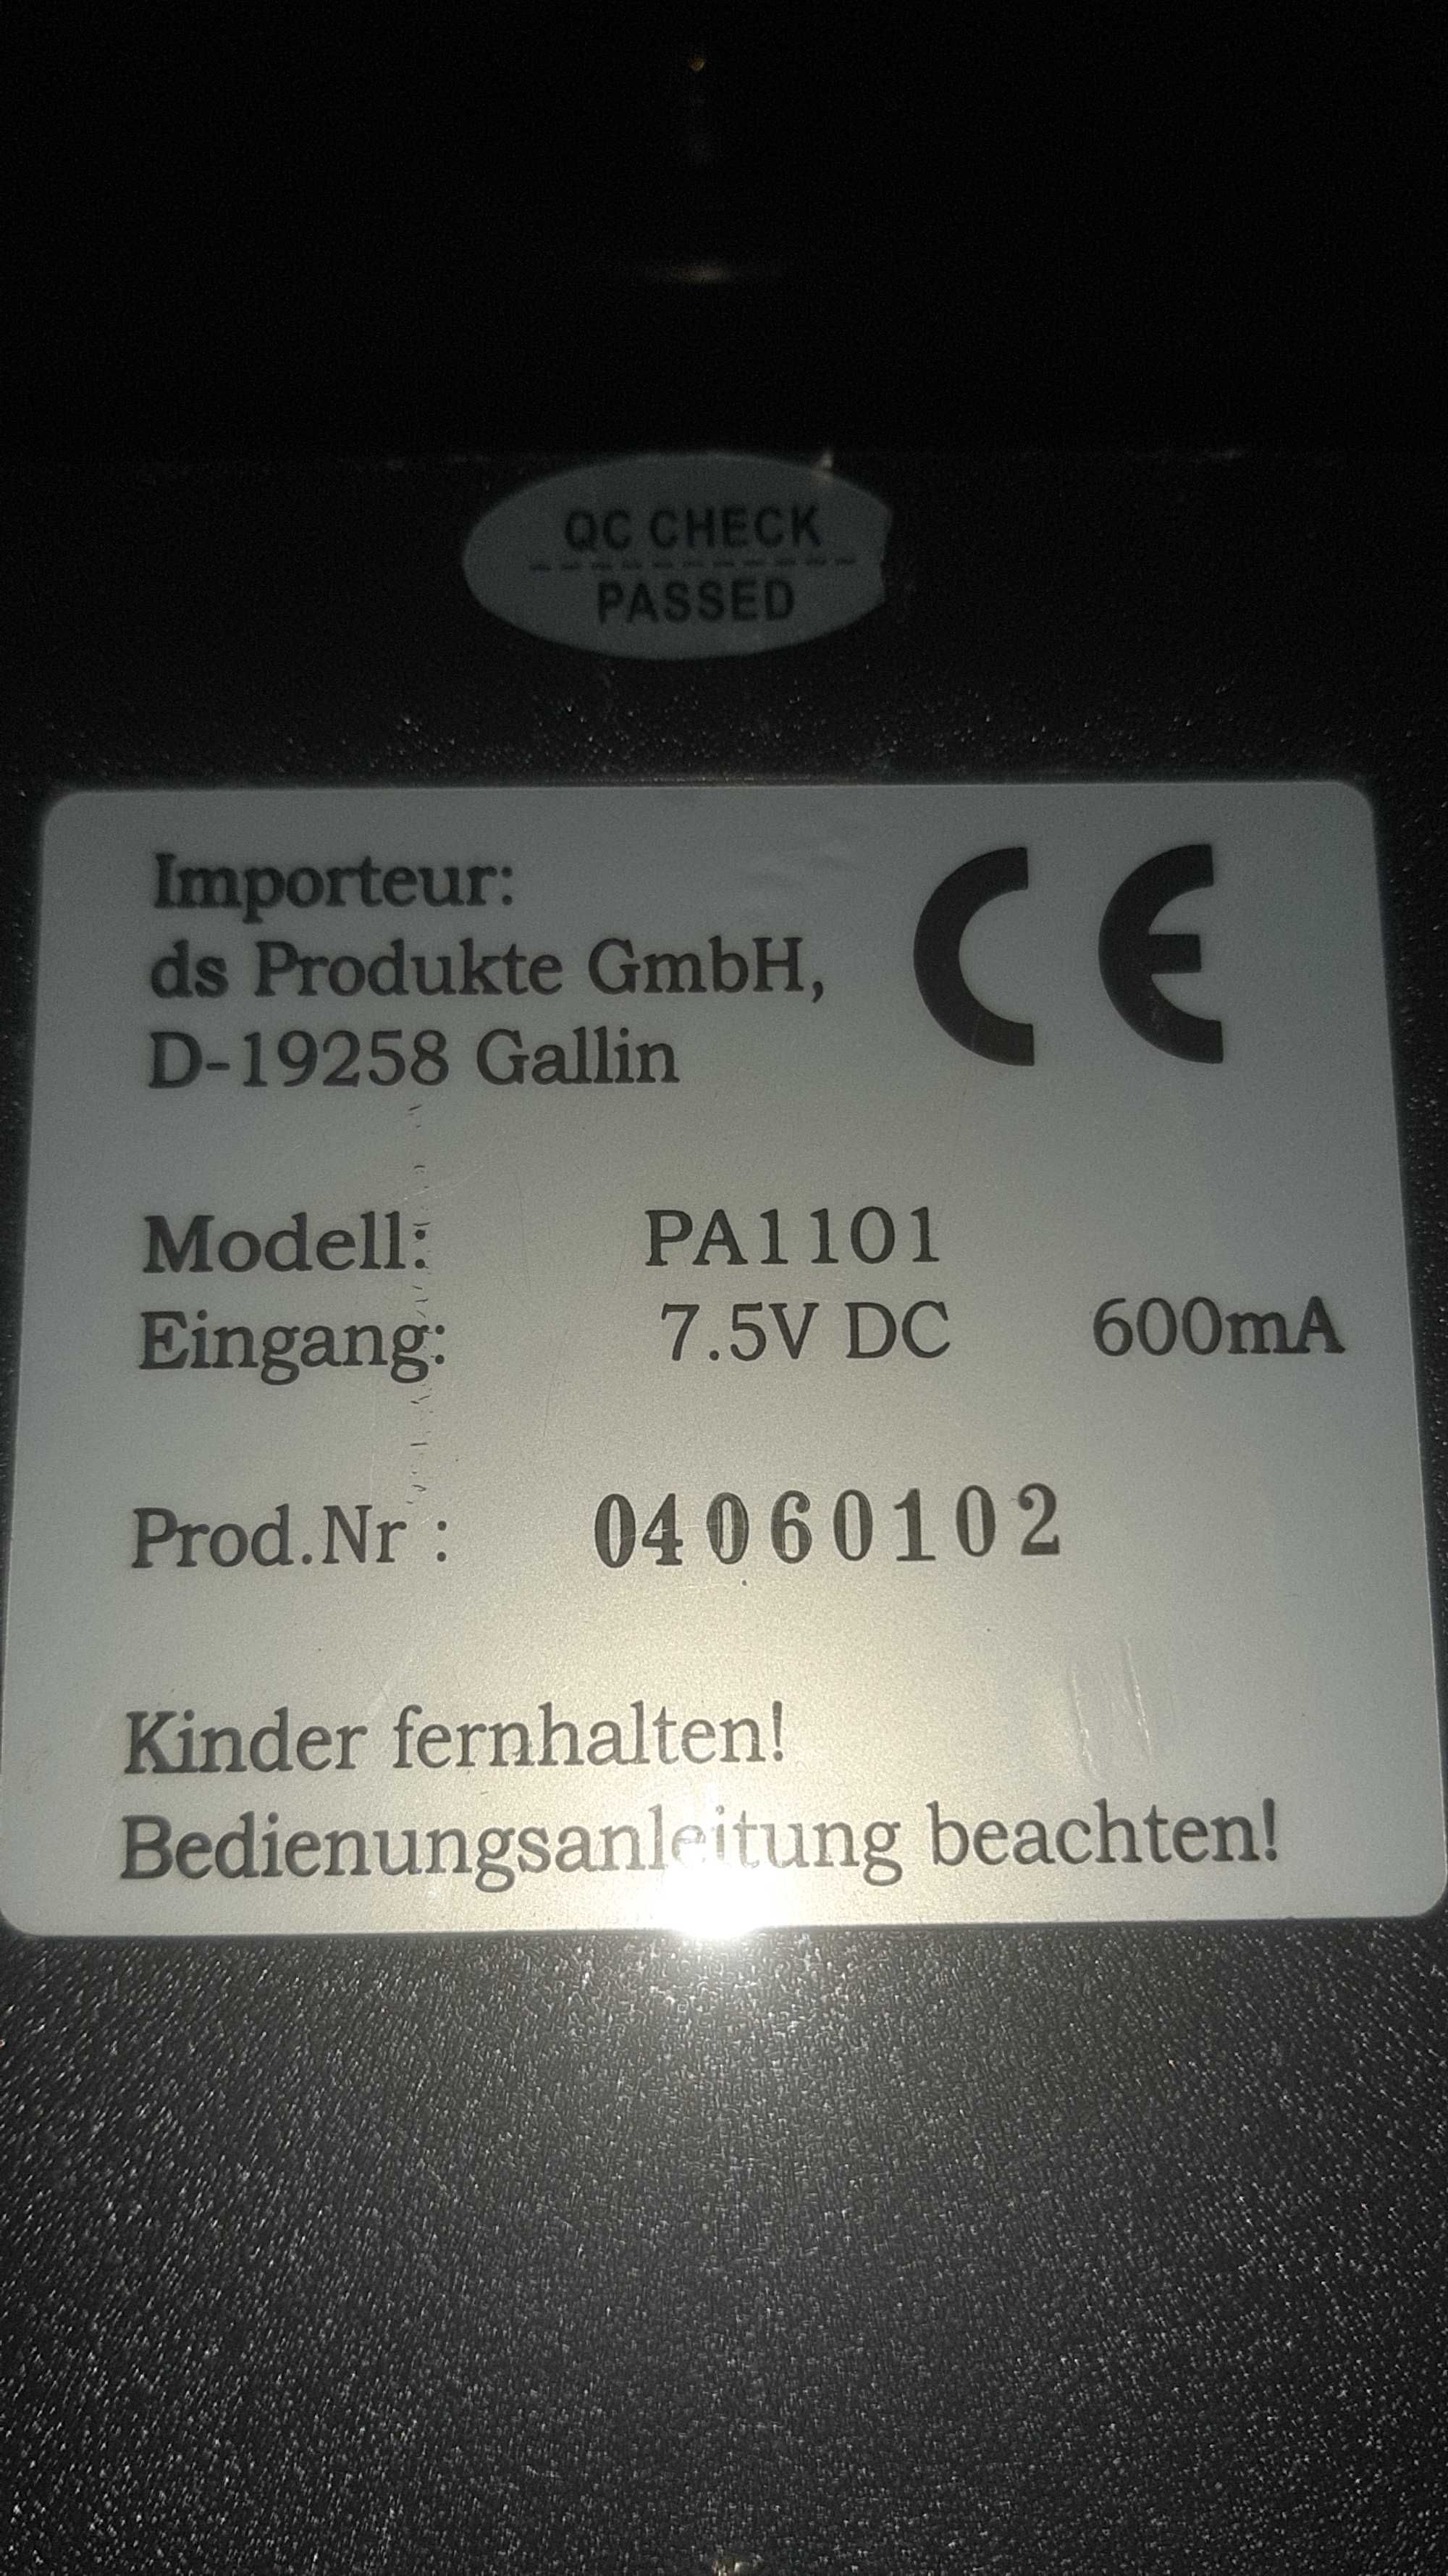 QC CHECK
PASSED
Importeur:
ds Produkte GmbH,
D-19258 Gallin
CE
Modell: PA1101
Eingang: 7.5V DC 600mA
Prod.Nr : 04060102
Kinder fernhalten!
Bedienungsanleitung beachten!